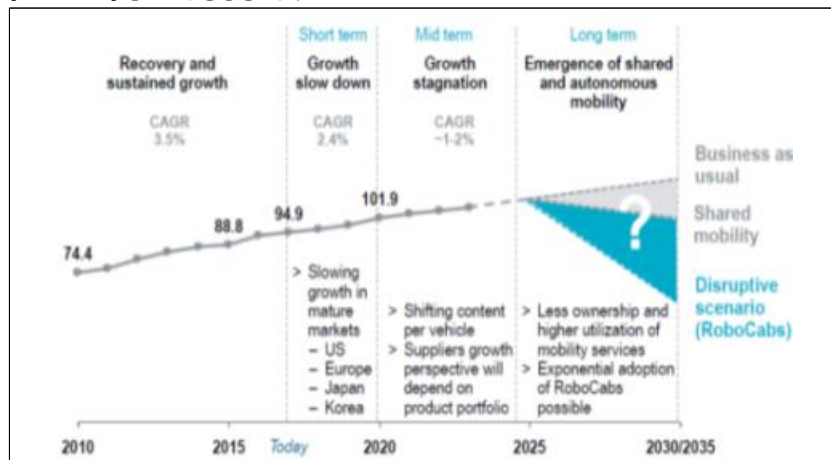 Short term
Mid term
Long term
Recovery and
sustained growth
Growth
slow down
Growth
stagnation
Emergence of shared
and autonomous
mobility
CAGR
3.5%
CAGR
2.4%
CAGR
~1-2%
Business as
usual
Shared
mobility
Disruptive
scenario
(RoboCabs)
74.4
88.8
94.9
101.9
?
> Slowing
growth in
mature
markets
– US
– Europe
– Japan
– Korea
> Shifting content
per vehicle
> Suppliers growth
perspective will
depend on
product portfolio
> Less ownership and
higher utilization of
mobility services
> Exponential adoption
of RoboCabs
possible
2010
2015
Today
2020
2025
2030/2035